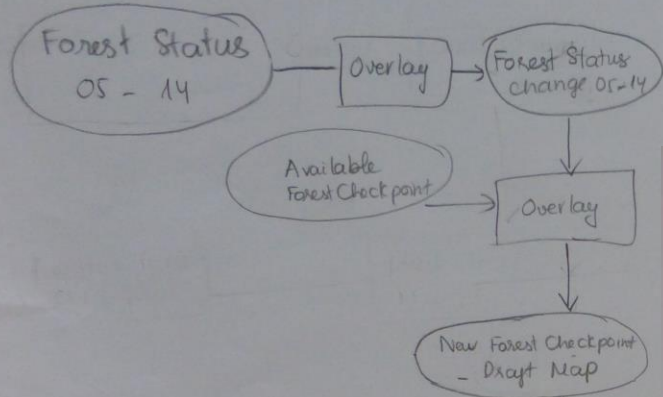 Forest Status
05 - 14
Overlay
Forest Status
change 05-14
Available
Forest Checkpoint
Overlay
New Forest Checkpoint
- Draft Map